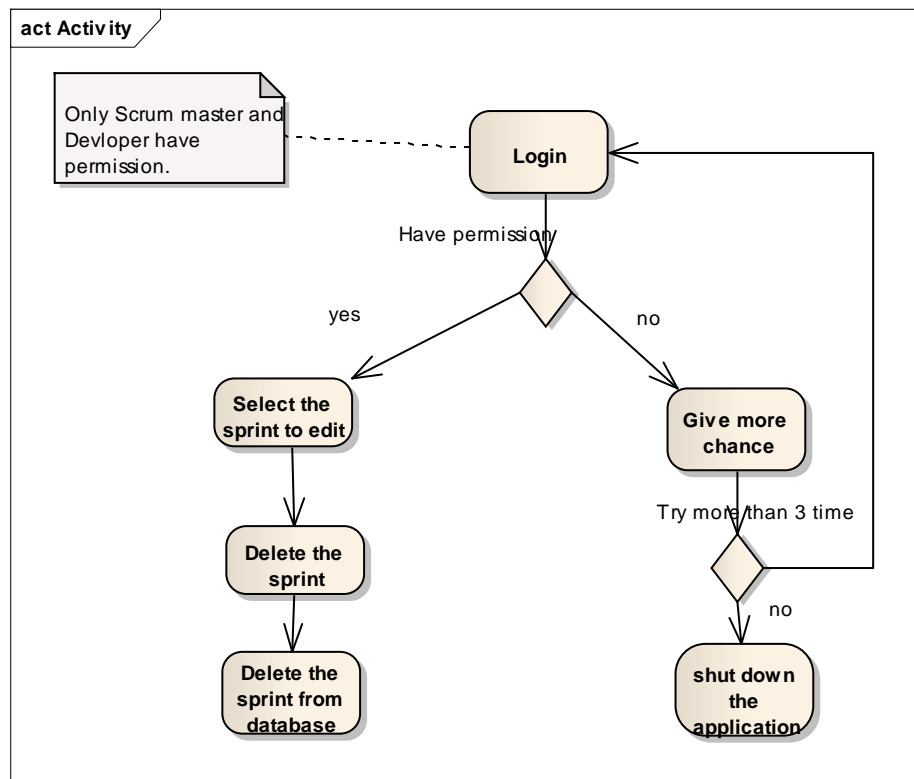 act Activity
Only Scrum master and
Devloper have
permission.
Login
Have permission
yes
no
Select the
sprint to edit
Give more
chance
Try more than 3 time
Delete the
sprint
no
Delete the
sprint from
database
shut down
the
application